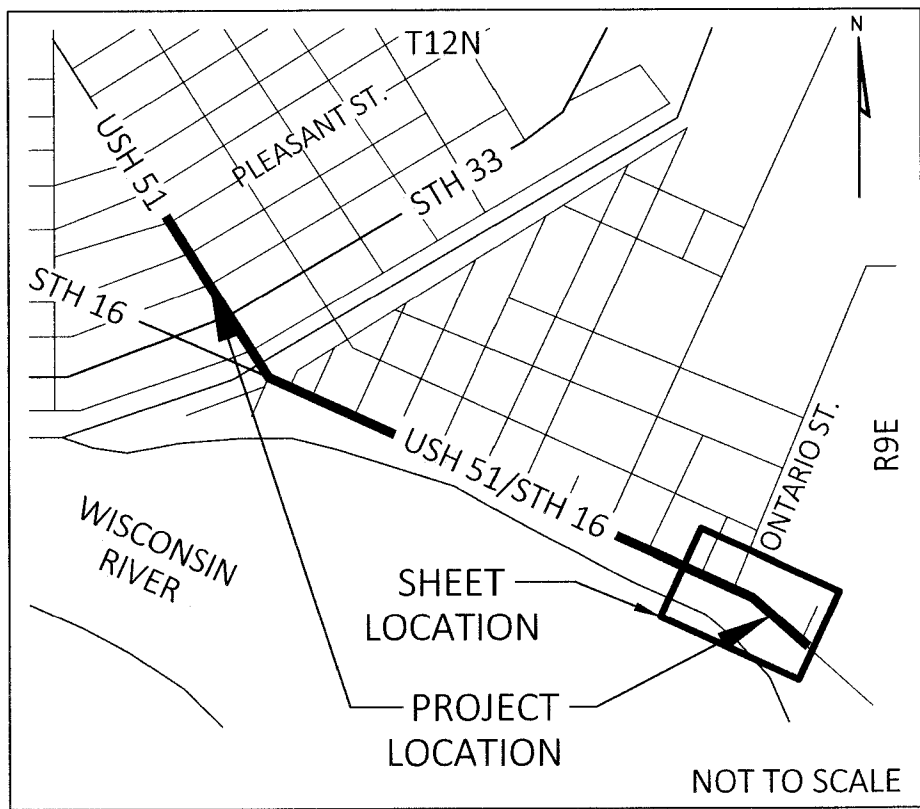 N
T12N
PLEASANT ST.
USH 51
STH 33
STH 16
ONTARIO ST.
R9E
USH 51/STH 16
WISCONSIN
RIVER
SHEET
LOCATION
PROJECT
LOCATION
NOT TO SCALE